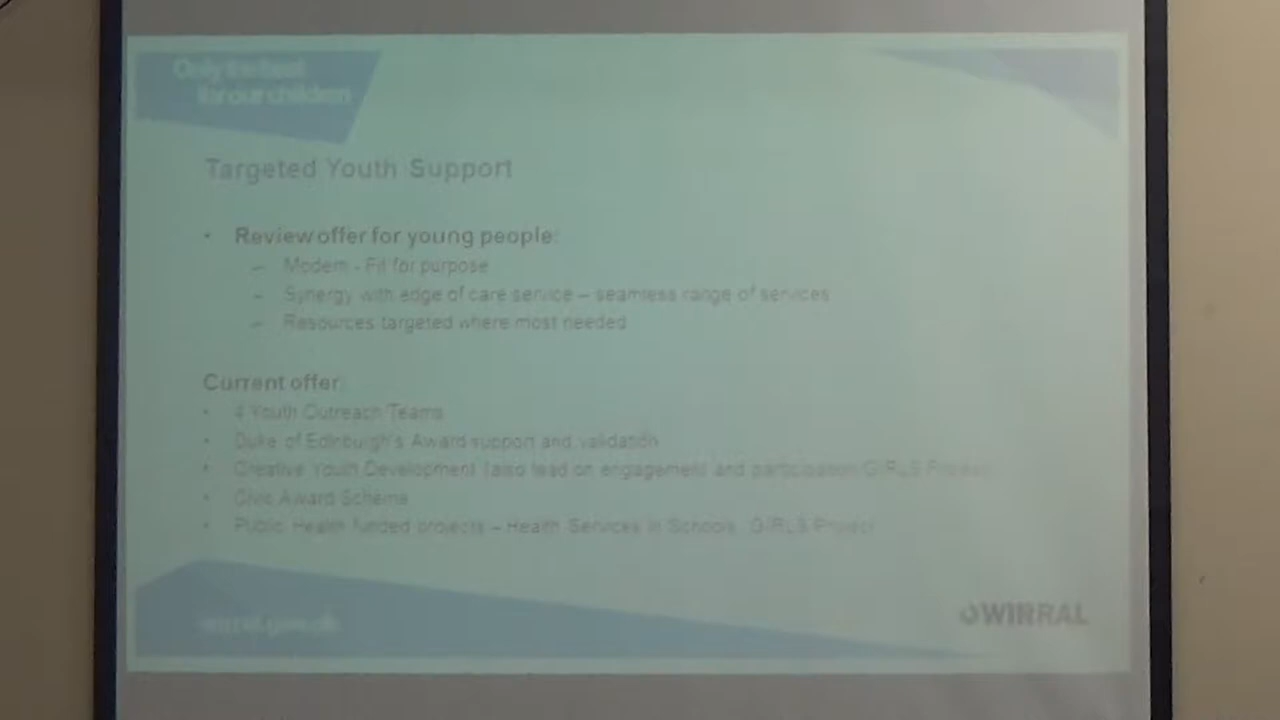 Only the best
for our children
Targeted Youth Support
• Review offer for young people:
– Modern - Fit for purpose
– Synergy with edge of care service – seamless range of services
– Resources targeted where most needed
Current offer
• 4 Youth Outreach Teams
• Duke of Edinburgh's Award support and validation
• Creative Youth Development (also lead on engagement and participation GIRLS Project)
• Civic Award Scheme
• Public Health funded projects – Health Services in Schools, GIRLS Project
WIRRAL